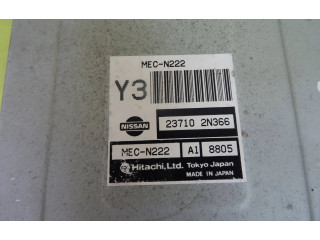 MEC-N222
Y3
NISSAN
23710 2N366
MEC-N222 A1 8805
Hitachi, Ltd. Tokyo Japan
MADE IN JAPAN